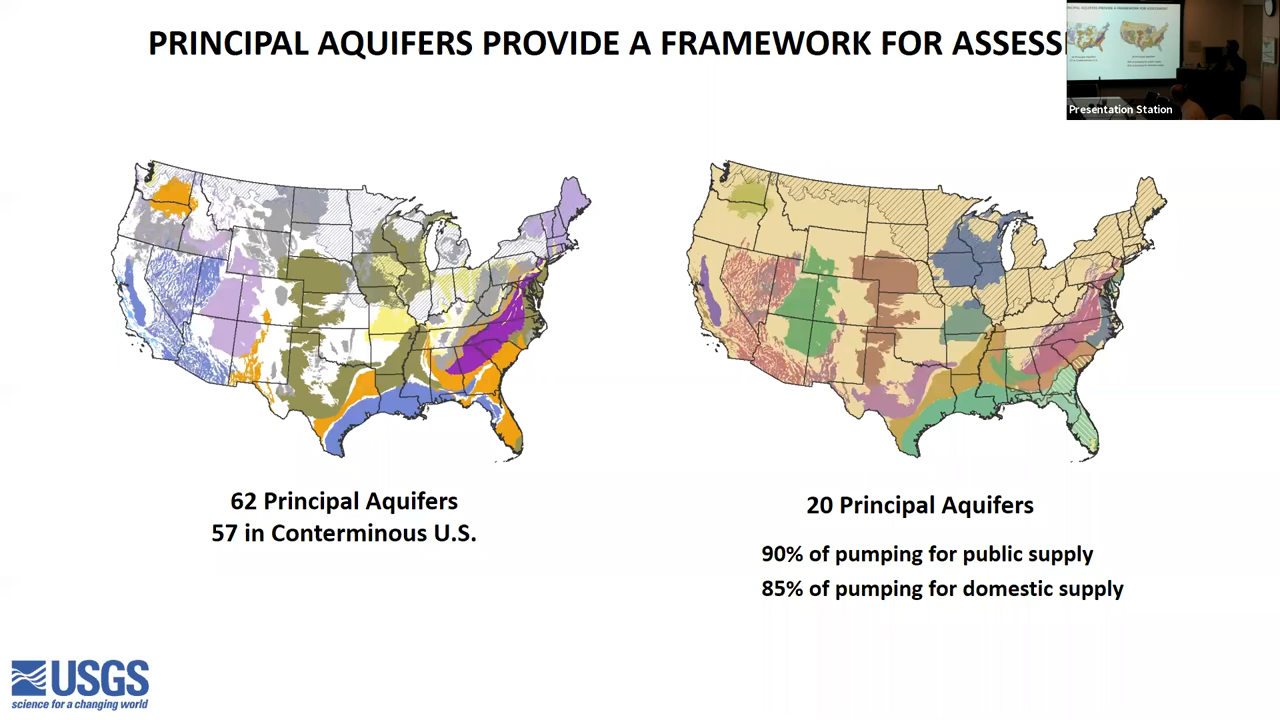 PRINCIPAL AQUIFERS PROVIDE A FRAMEWORK FOR ASSESS
Presentation Station
62 Principal Aquifers
57 in Conterminous U.S.
20 Principal Aquifers
90% of pumping for public supply
85% of pumping for domestic supply
USGS
science for a changing world